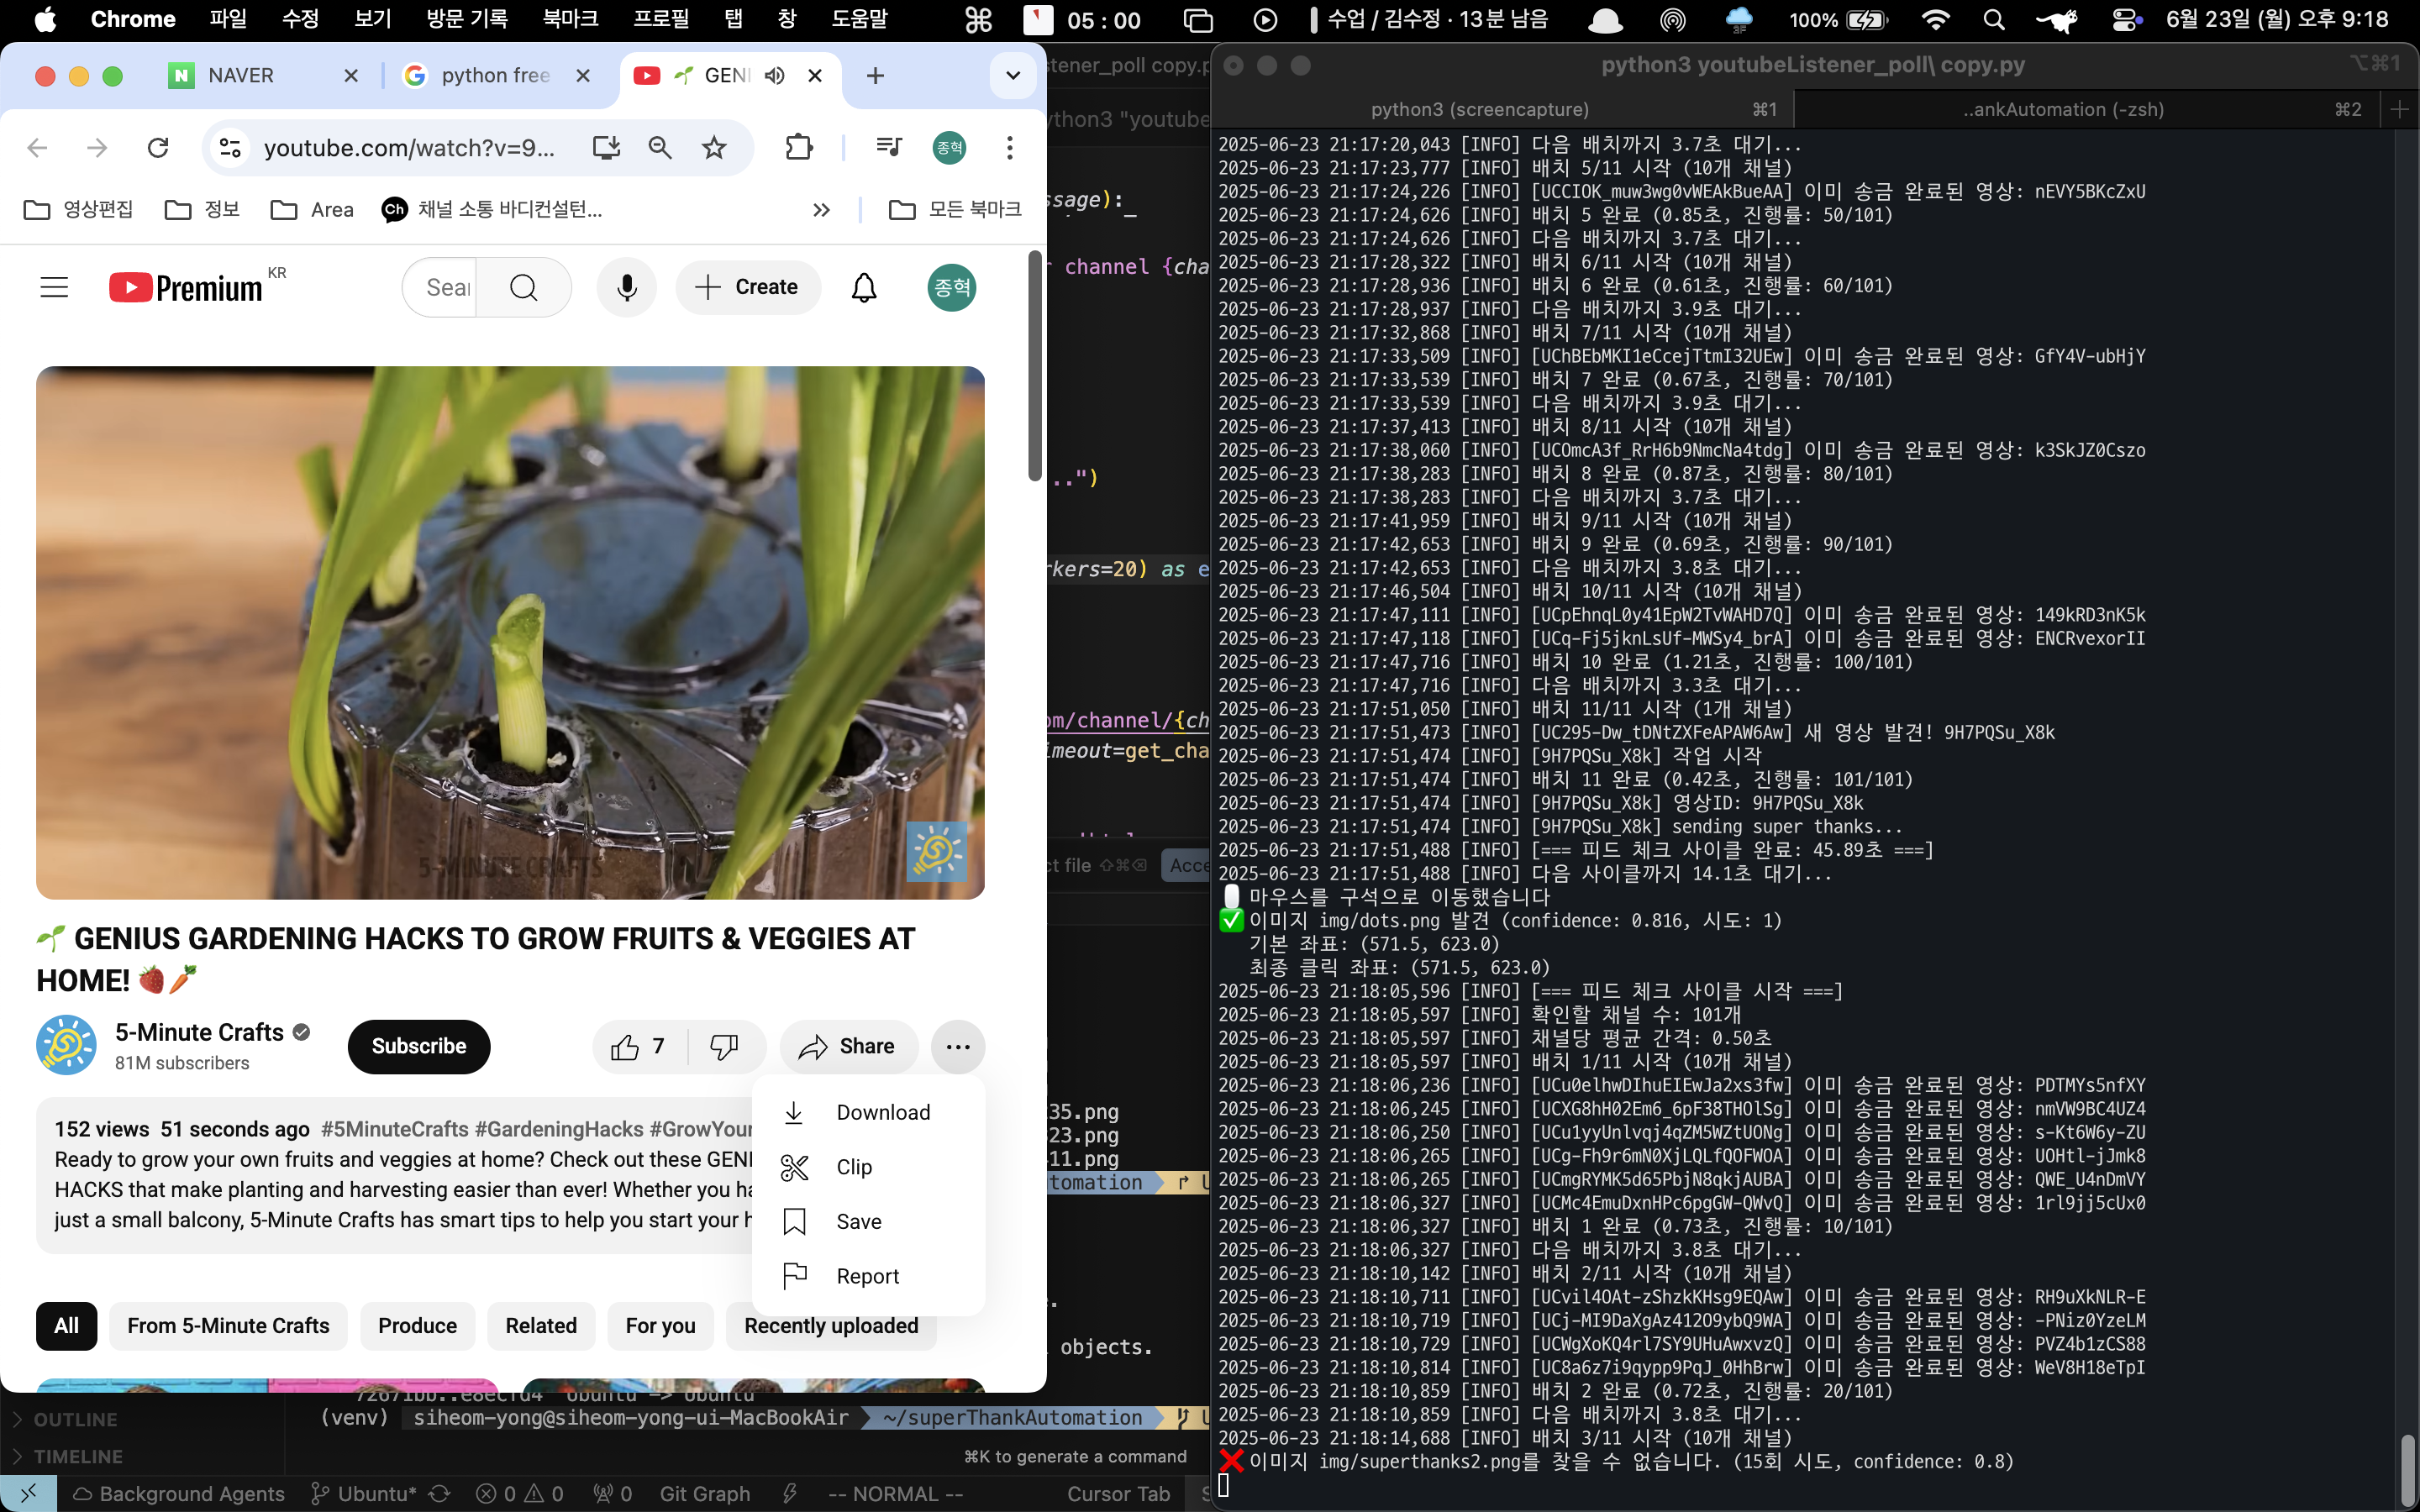 Chrome 파일 수정 보기 방문 기록 북마크 프로필 탭 창 도움말 05 : 00 수업 / 김수정 · 13분 남음 100% 6월 23일 (월) 오후 9:18
NAVER
python free
GENI
youtube.com/watch?v=9...
종혁
영상편집
정보
Area
채널 소통 바디컨설턴...
모든 북마크
Premium KR
Sear
Create
종혁
5-MINUTE CRAFTS
🌱 GENIUS GARDENING HACKS TO GROW FRUITS & VEGGIES AT
HOME! 🍓🥕
5-Minute Crafts
81M subscribers
Subscribe
7
Share
Download
Clip
Save
Report
152 views 51 seconds ago #5MinuteCrafts #GardeningHacks #GrowYour
Ready to grow your own fruits and veggies at home? Check out these GENI
HACKS that make planting and harvesting easier than ever! Whether you ha
just a small balcony, 5-Minute Crafts has smart tips to help you start your h
All
From 5-Minute Crafts
Produce
Related
For you
Recently uploaded
stener_poll copy.p
ython3 "youtube
ssage):_
r channel {cha
..")
rkers=20) as e
om/channel/{ch
imeout=get_cha
ct file ⇧⌘⌫ Acce
35.png
23.png
11.png
tomation
objects.
(venv) siheom-yong@siheom-yong-ui-MacBookAir ~/superThankAutomation
⌘K to generate a command
OUTLINE
TIMELINE
Background Agents Ubuntu* 0 0 0 Git Graph -- NORMAL -- Cursor Tab
python3 youtubeListener_poll\ copy.py ⌥⌘1
python3 (screencapture) ⌘1
..ankAutomation (-zsh) ⌘2
2025-06-23 21:17:20,043 [INFO] 다음 배치까지 3.7초 대기...
2025-06-23 21:17:23,777 [INFO] 배치 5/11 시작 (10개 채널)
2025-06-23 21:17:24,226 [INFO] [UCCIOK_muw3wg0vWEAkBueAA] 이미 송금 완료된 영상: nEVY5BKcZxU
2025-06-23 21:17:24,626 [INFO] 배치 5 완료 (0.85초, 진행률: 50/101)
2025-06-23 21:17:24,626 [INFO] 다음 배치까지 3.7초 대기...
2025-06-23 21:17:28,322 [INFO] 배치 6/11 시작 (10개 채널)
2025-06-23 21:17:28,936 [INFO] 배치 6 완료 (0.61초, 진행률: 60/101)
2025-06-23 21:17:28,937 [INFO] 다음 배치까지 3.9초 대기...
2025-06-23 21:17:32,868 [INFO] 배치 7/11 시작 (10개 채널)
2025-06-23 21:17:33,509 [INFO] [UChBEbMKI1eCcejTtmI32UEw] 이미 송금 완료된 영상: GfY4V-ubHjY
2025-06-23 21:17:33,539 [INFO] 배치 7 완료 (0.67초, 진행률: 70/101)
2025-06-23 21:17:33,539 [INFO] 다음 배치까지 3.9초 대기...
2025-06-23 21:17:37,413 [INFO] 배치 8/11 시작 (10개 채널)
2025-06-23 21:17:38,060 [INFO] [UCOmcA3f_RrH6b9NmcNa4tdg] 이미 송금 완료된 영상: k3SkJZ0Cszo
2025-06-23 21:17:38,283 [INFO] 배치 8 완료 (0.87초, 진행률: 80/101)
2025-06-23 21:17:38,283 [INFO] 다음 배치까지 3.7초 대기...
2025-06-23 21:17:41,959 [INFO] 배치 9/11 시작 (10개 채널)
2025-06-23 21:17:42,653 [INFO] 배치 9 완료 (0.69초, 진행률: 90/101)
2025-06-23 21:17:42,653 [INFO] 다음 배치까지 3.8초 대기...
2025-06-23 21:17:46,504 [INFO] 배치 10/11 시작 (10개 채널)
2025-06-23 21:17:47,111 [INFO] [UCpEhnqL0y41EpW2TvWAHD7Q] 이미 송금 완료된 영상: 149kRD3nK5k
2025-06-23 21:17:47,118 [INFO] [UCq-Fj5jknLsUf-MWSy4_brA] 이미 송금 완료된 영상: ENCRvexorII
2025-06-23 21:17:47,716 [INFO] 배치 10 완료 (1.21초, 진행률: 100/101)
2025-06-23 21:17:47,716 [INFO] 다음 배치까지 3.3초 대기...
2025-06-23 21:17:51,050 [INFO] 배치 11/11 시작 (1개 채널)
2025-06-23 21:17:51,473 [INFO] [UC295-Dw_tDNtZXFeAPAW6Aw] 새 영상 발견! 9H7PQSu_X8k
2025-06-23 21:17:51,474 [INFO] [9H7PQSu_X8k] 작업 시작
2025-06-23 21:17:51,474 [INFO] 배치 11 완료 (0.42초, 진행률: 101/101)
2025-06-23 21:17:51,474 [INFO] [9H7PQSu_X8k] 영상ID: 9H7PQSu_X8k
2025-06-23 21:17:51,474 [INFO] [9H7PQSu_X8k] sending super thanks...
2025-06-23 21:17:51,488 [INFO] [=== 피드 체크 사이클 완료: 45.89초 ===]
2025-06-23 21:17:51,488 [INFO] 다음 사이클까지 14.1초 대기...
마우스를 구석으로 이동했습니다
✅ 이미지 img/dots.png 발견 (confidence: 0.816, 시도: 1)
기본 좌표: (571.5, 623.0)
최종 클릭 좌표: (571.5, 623.0)
2025-06-23 21:18:05,596 [INFO] [=== 피드 체크 사이클 시작 ===]
2025-06-23 21:18:05,597 [INFO] 확인할 채널 수: 101개
2025-06-23 21:18:05,597 [INFO] 채널당 평균 간격: 0.50초
2025-06-23 21:18:05,597 [INFO] 배치 1/11 시작 (10개 채널)
2025-06-23 21:18:06,236 [INFO] [UCu0elhwDIhuEIEwJa2xs3fw] 이미 송금 완료된 영상: PDTMYs5nfXY
2025-06-23 21:18:06,245 [INFO] [UCXG8hH02Em6_6pF38THOlSg] 이미 송금 완료된 영상: nmVW9BC4UZ4
2025-06-23 21:18:06,250 [INFO] [UCu1yyUnlvqj4qZM5WZtUONg] 이미 송금 완료된 영상: s-Kt6W6y-ZU
2025-06-23 21:18:06,265 [INFO] [UCg-Fh9r6mN0XjLQLfQOFWOA] 이미 송금 완료된 영상: UOHtl-jJmk8
2025-06-23 21:18:06,265 [INFO] [UCmgRYMK5d65PbjN8qkjAUBA] 이미 송금 완료된 영상: QWE_U4nDmVY
2025-06-23 21:18:06,327 [INFO] [UCMc4EmuDxnHPc6pgGW-QWvQ] 이미 송금 완료된 영상: 1rl9jj5cUx0
2025-06-23 21:18:06,327 [INFO] 배치 1 완료 (0.73초, 진행률: 10/101)
2025-06-23 21:18:06,327 [INFO] 다음 배치까지 3.8초 대기...
2025-06-23 21:18:10,142 [INFO] 배치 2/11 시작 (10개 채널)
2025-06-23 21:18:10,711 [INFO] [UCvil4OAt-zShzkKHsg9EQAw] 이미 송금 완료된 영상: RH9uXkNLR-E
2025-06-23 21:18:10,719 [INFO] [UCj-MI9DaXgAz412O9ybQ9WA] 이미 송금 완료된 영상: -PNiz0YzeLM
2025-06-23 21:18:10,729 [INFO] [UCWgXoKQ4rl7SY9UHuAwxvzQ] 이미 송금 완료된 영상: PVZ4b1zCS88
2025-06-23 21:18:10,814 [INFO] [UC8a6z7i9qypp9PqJ_0HhBrw] 이미 송금 완료된 영상: WeV8H18eTpI
2025-06-23 21:18:10,859 [INFO] 배치 2 완료 (0.72초, 진행률: 20/101)
2025-06-23 21:18:10,859 [INFO] 다음 배치까지 3.8초 대기...
2025-06-23 21:18:14,688 [INFO] 배치 3/11 시작 (10개 채널)
❌ 이미지 img/superthanks2.png를 찾을 수 없습니다. (15회 시도, confidence: 0.8)